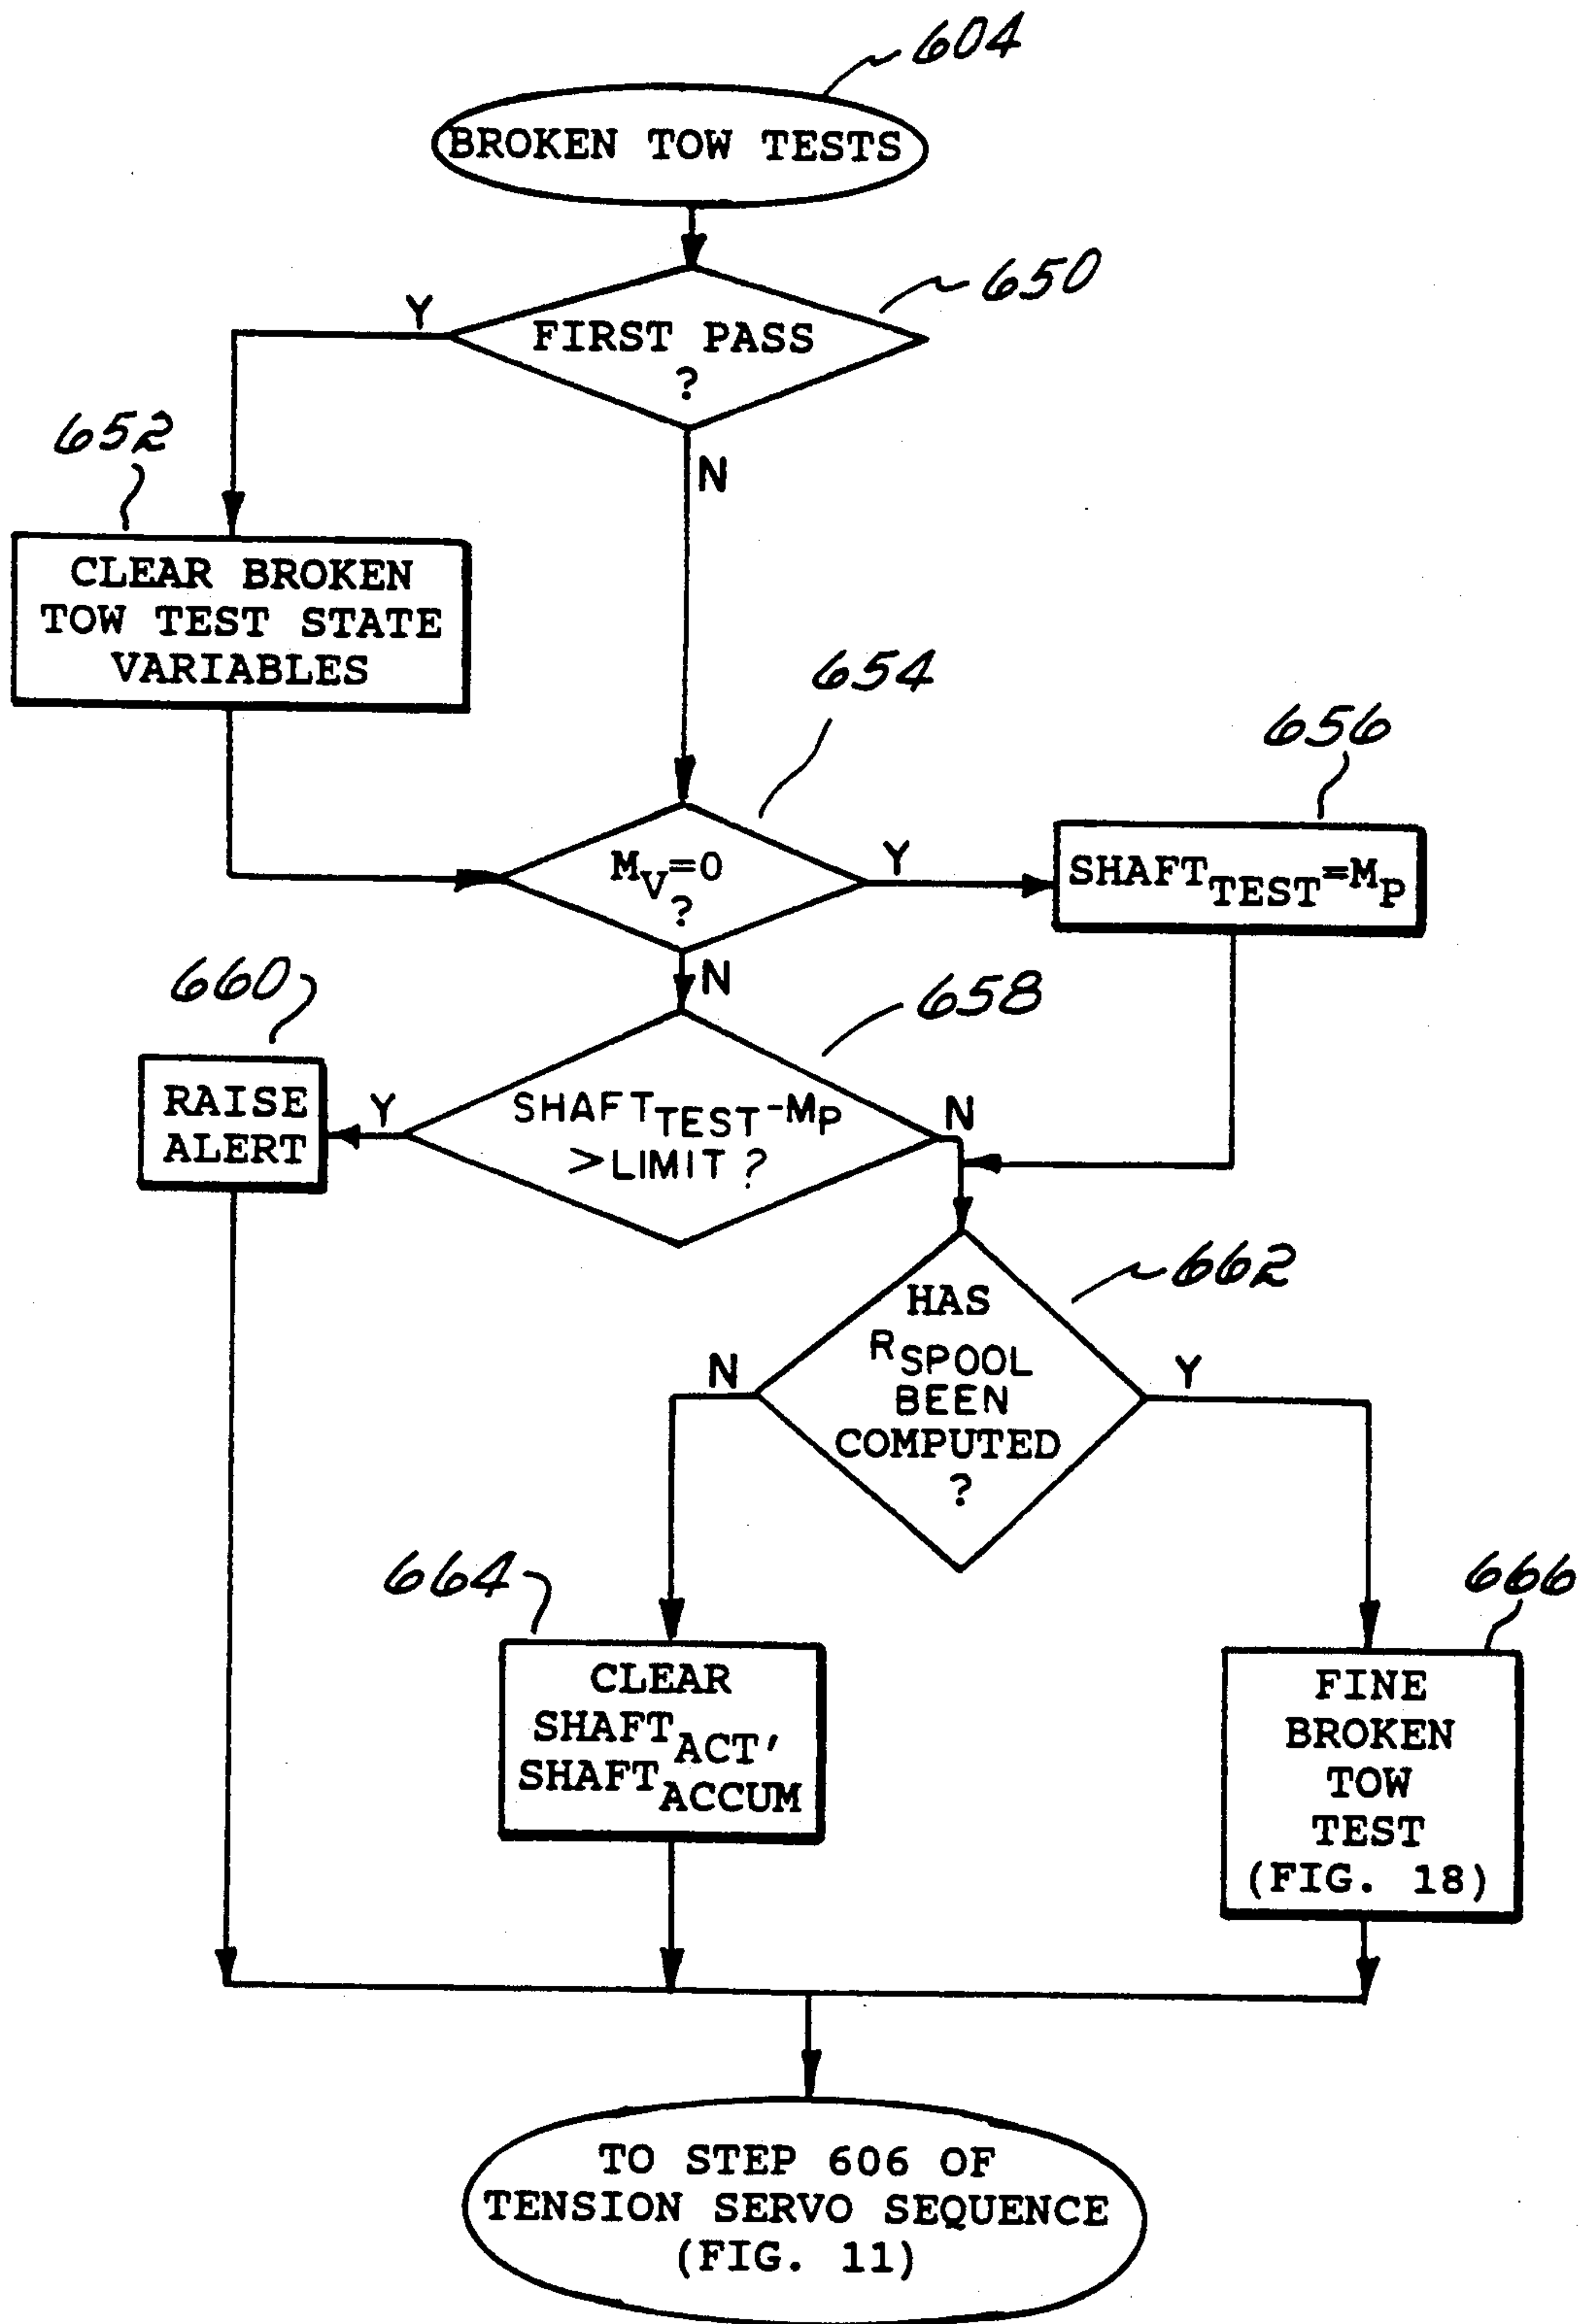 604
BROKEN TOW TESTS
650
Y
FIRST PASS
?
652
N
CLEAR BROKEN
TOW TEST STATE
VARIABLES
654
656
M_V=0
?
Y
SHAFT_TEST=M_P
N
660
658
RAISE
ALERT
Y
SHAFT_TEST-M_P
>LIMIT?
N
662
HAS
R_SPOOL
BEEN
COMPUTED
?
N
Y
664
666
CLEAR
SHAFT_ACT,
SHAFT_ACCUM
FINE
BROKEN
TOW
TEST
(FIG. 18)
TO STEP 606 OF
TENSION SERVO SEQUENCE
(FIG. 11)